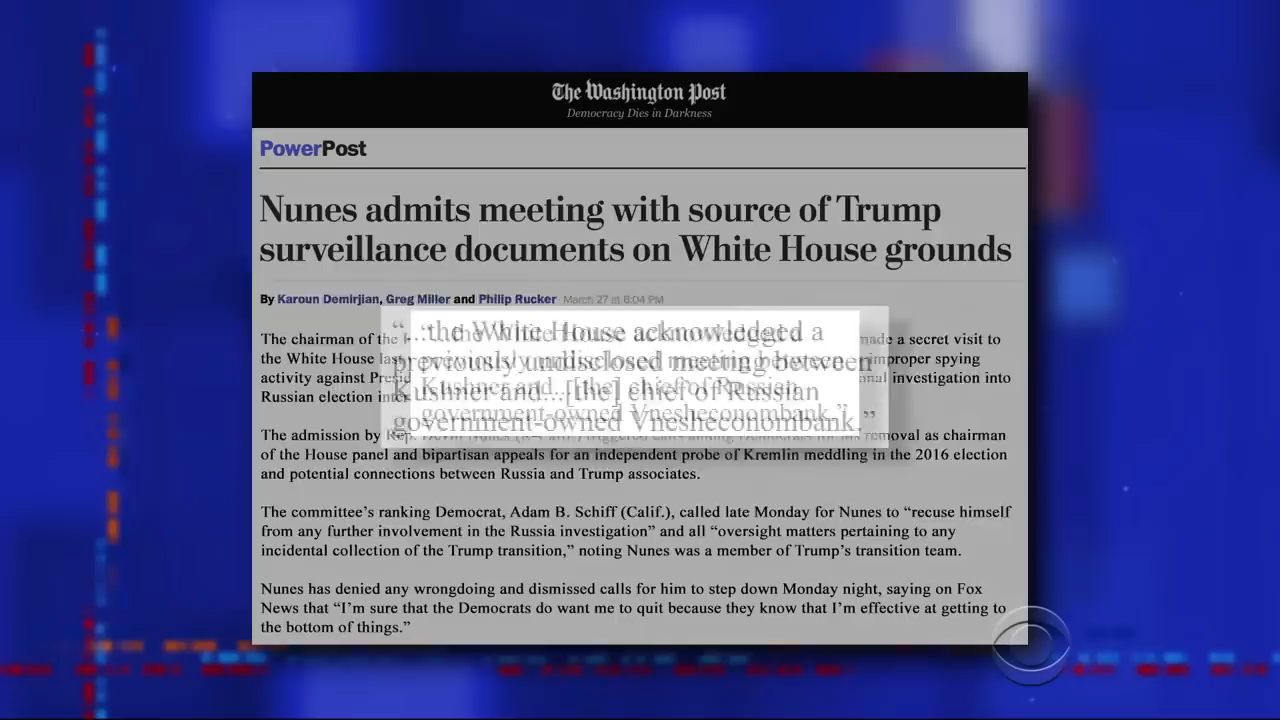 The Washington Post
Democracy Dies in Darkness
PowerPost
Nunes admits meeting with source of Trump
surveillance documents on White House grounds
By Karoun Demirjian, Greg Miller and Philip Rucker March 27 at 8:04 PM
“...the White House acknowledged a
previously undisclosed meeting between
Kushner and...[the] chief of Russian
government-owned Vnesheconombank.”
The chairman of the made a secret visit to
the White House improper spying
activity against investigation into
Russian election
The admission by Rep. removal as chairman
of the House panel and bipartisan appeals for an independent probe of Kremlin meddling in the 2016 election
and potential connections between Russia and Trump associates.
The committee’s ranking Democrat, Adam B. Schiff (Calif.), called late Monday for Nunes to “recuse himself
from any further involvement in the Russia investigation” and all “oversight matters pertaining to any
incidental collection of the Trump transition,” noting Nunes was a member of Trump’s transition team.
Nunes has denied any wrongdoing and dismissed calls for him to step down Monday night, saying on Fox
News that “I’m sure that the Democrats do want me to quit because they know that I’m effective at getting to
the bottom of things.”